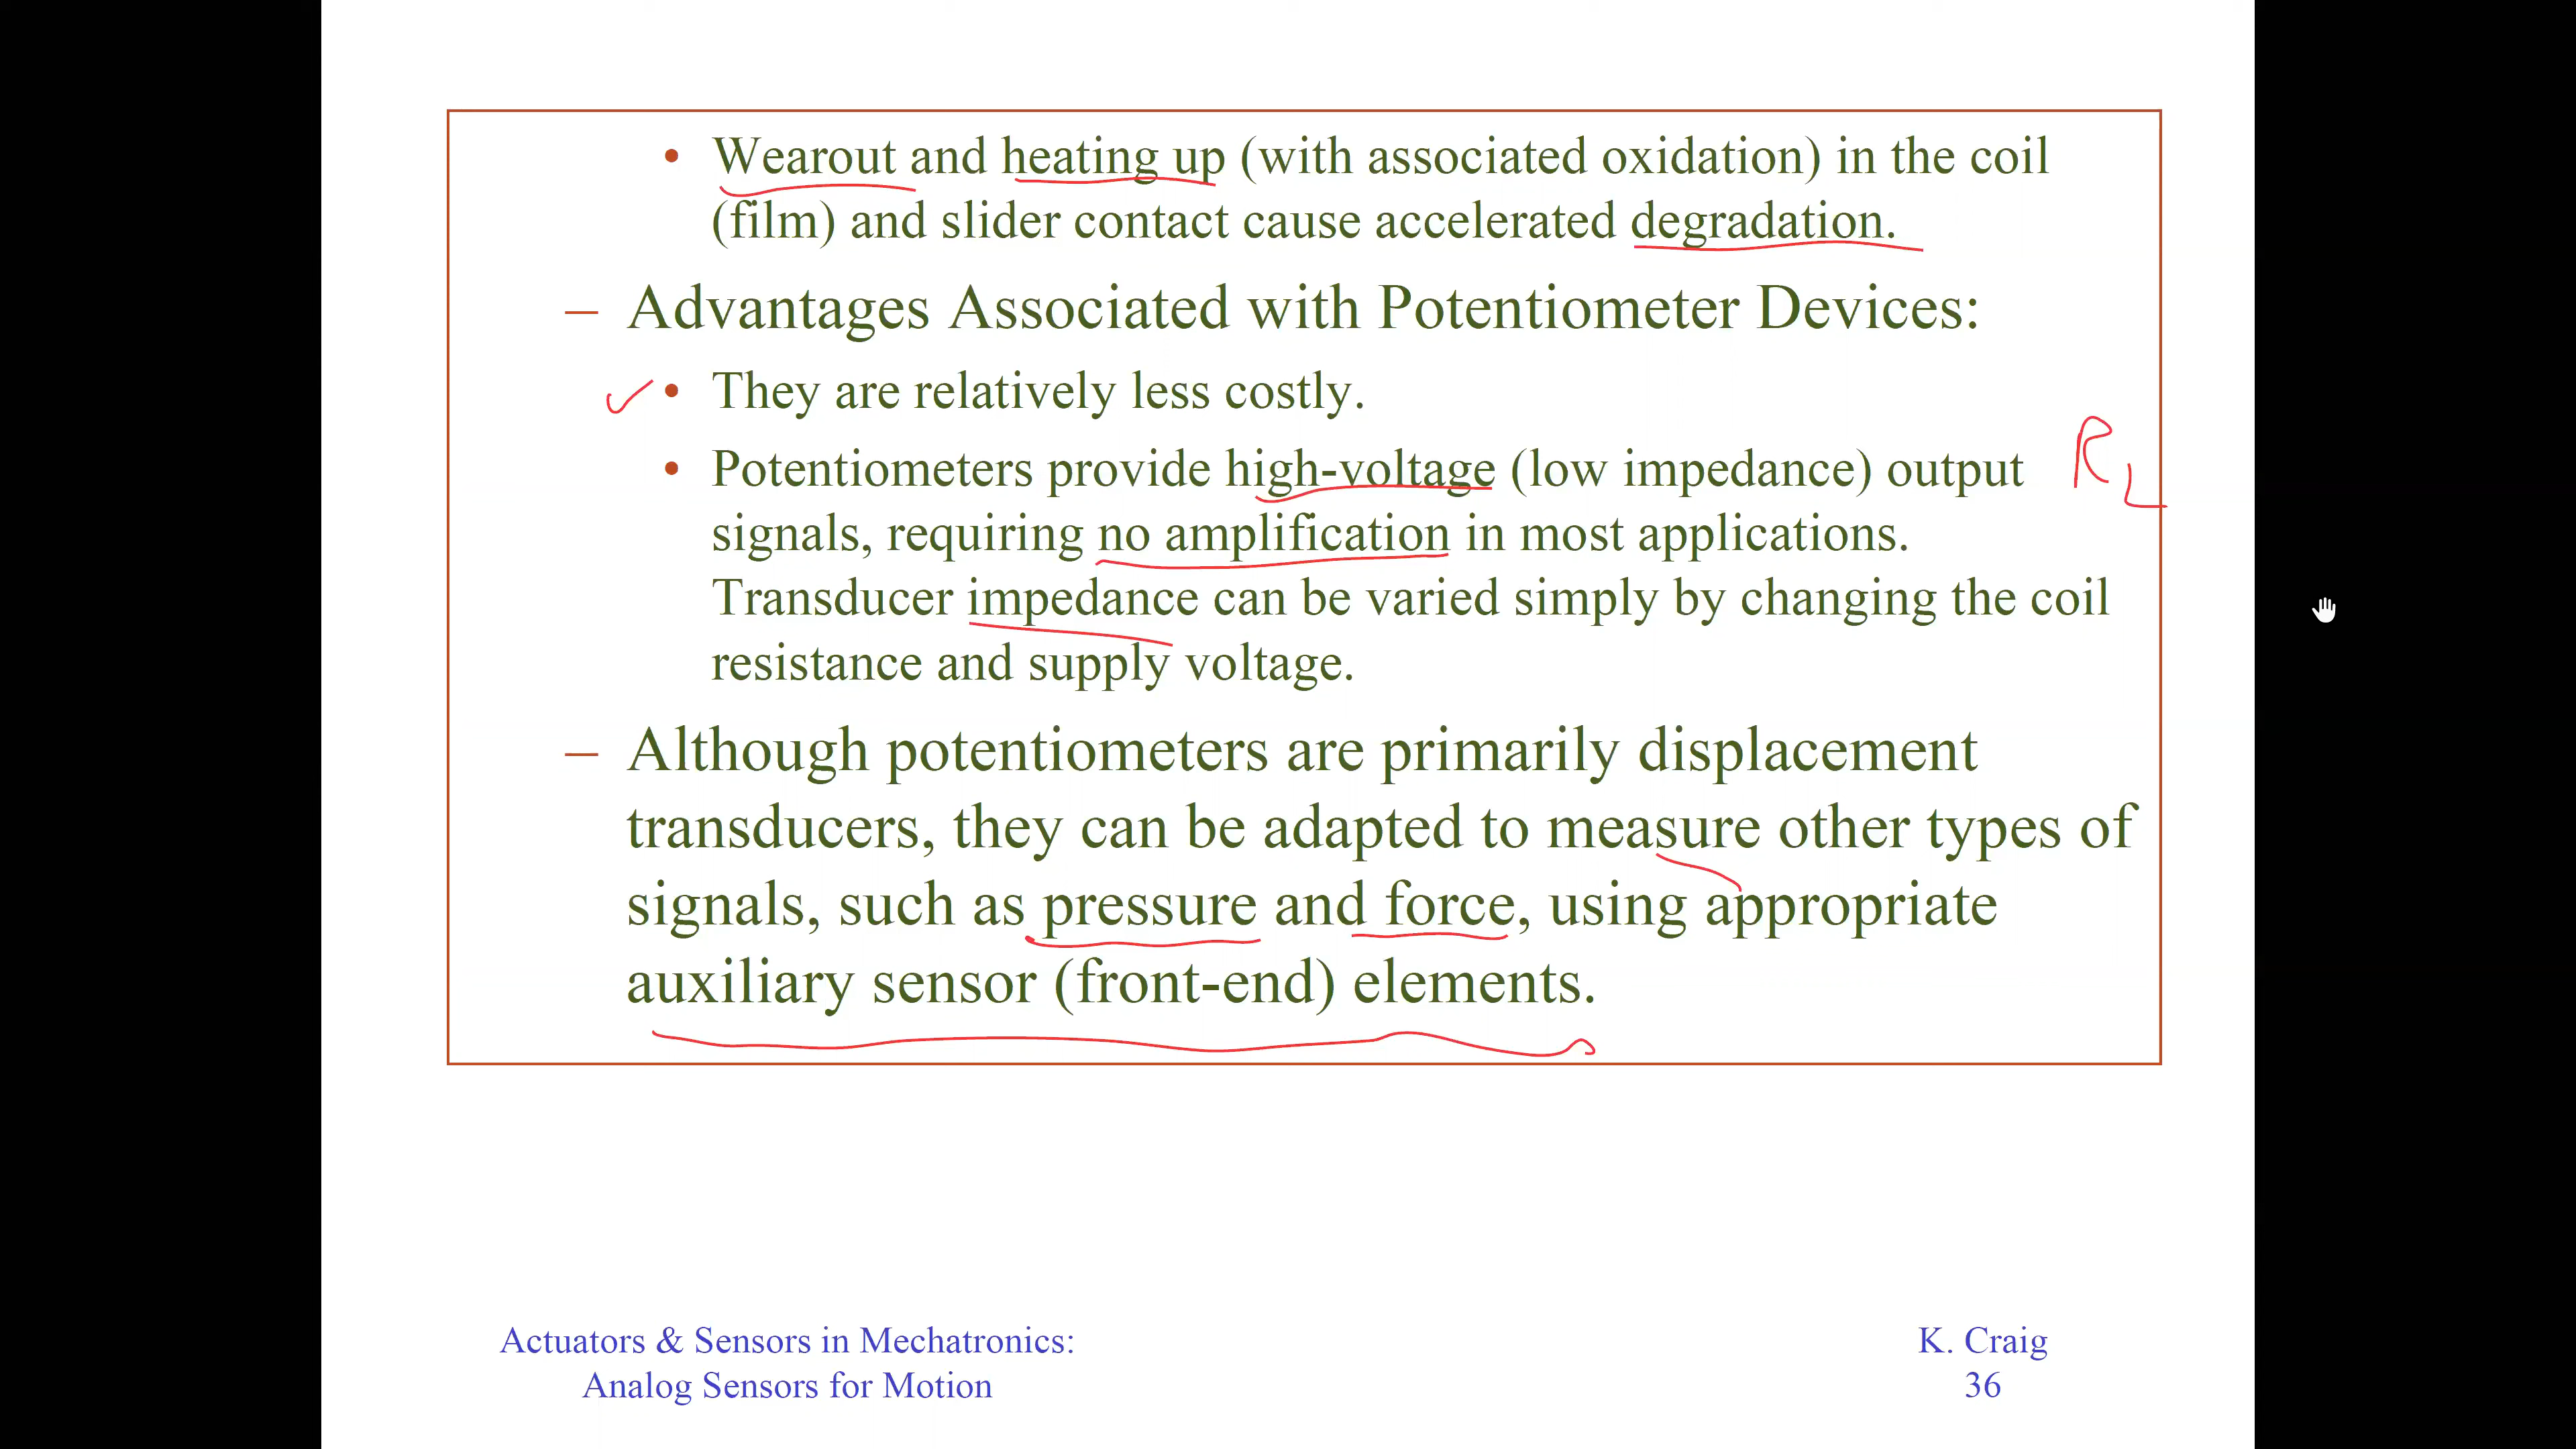 • Wearout and heating up (with associated oxidation) in the coil
(film) and slider contact cause accelerated degradation.
– Advantages Associated with Potentiometer Devices:
• They are relatively less costly.
• Potentiometers provide high-voltage (low impedance) output
R_L
signals, requiring no amplification in most applications.
Transducer impedance can be varied simply by changing the coil
resistance and supply voltage.
– Although potentiometers are primarily displacement
transducers, they can be adapted to measure other types of
signals, such as pressure and force, using appropriate
auxiliary sensor (front-end) elements.
Actuators & Sensors in Mechatronics:
Analog Sensors for Motion
K. Craig
36